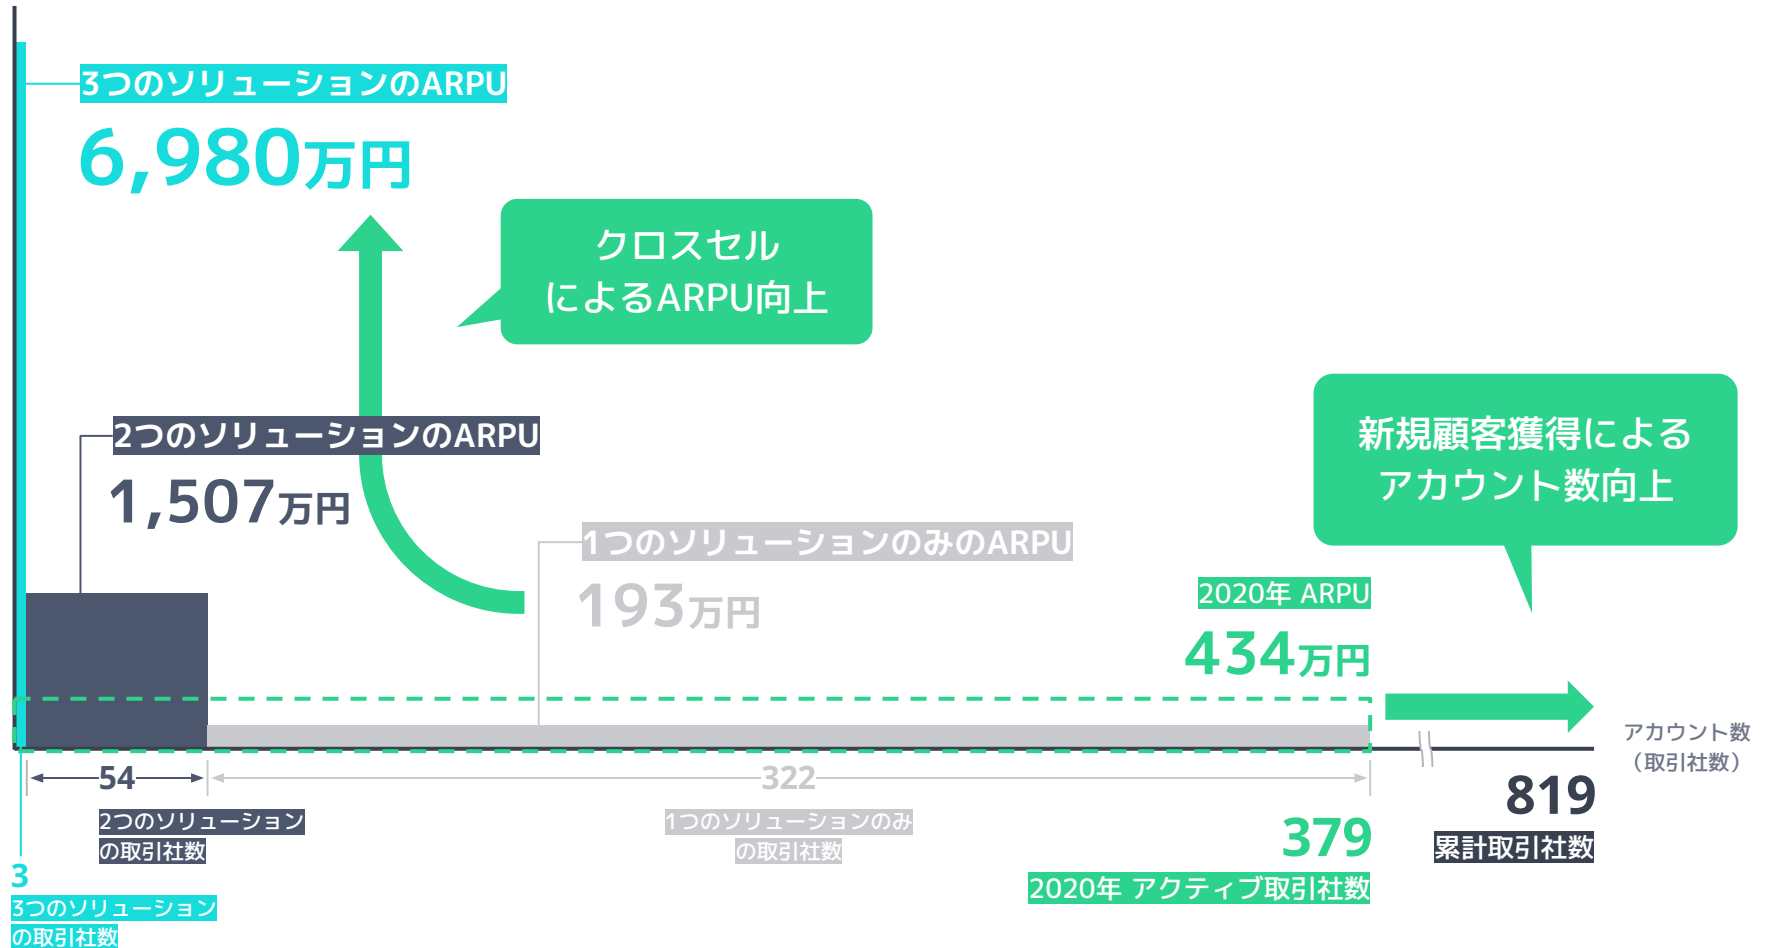 3つのソリューションのARPU
6,980万円
クロスセル
によるARPU向上
2つのソリューションのARPU
1,507万円
1つのソリューションのみのARPU
193万円
新規顧客獲得による
アカウント数向上
2020年 ARPU
434万円
アカウント数
（取引社数）
54
2つのソリューション
の取引社数
322
1つのソリューションのみ
の取引社数
819
累計取引社数
379
2020年 アクティブ取引社数
3
3つのソリューション
の取引社数